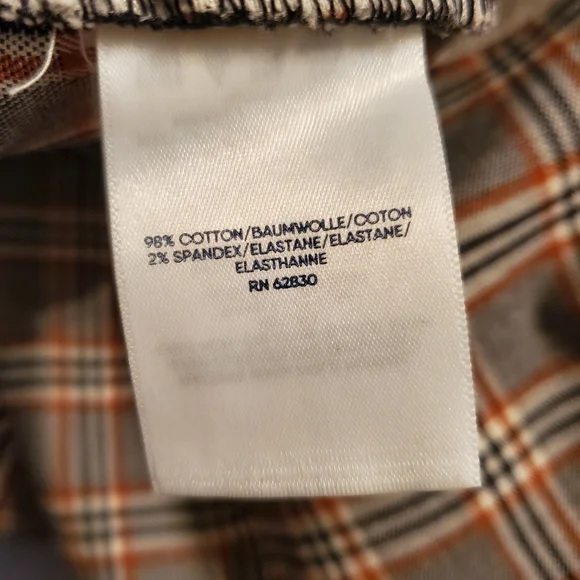 98% COTTON/BAUMWOLLE/COTON
2% SPANDEX/ELASTANE/ELASTANE/
ELASTHANNE
RN 62830